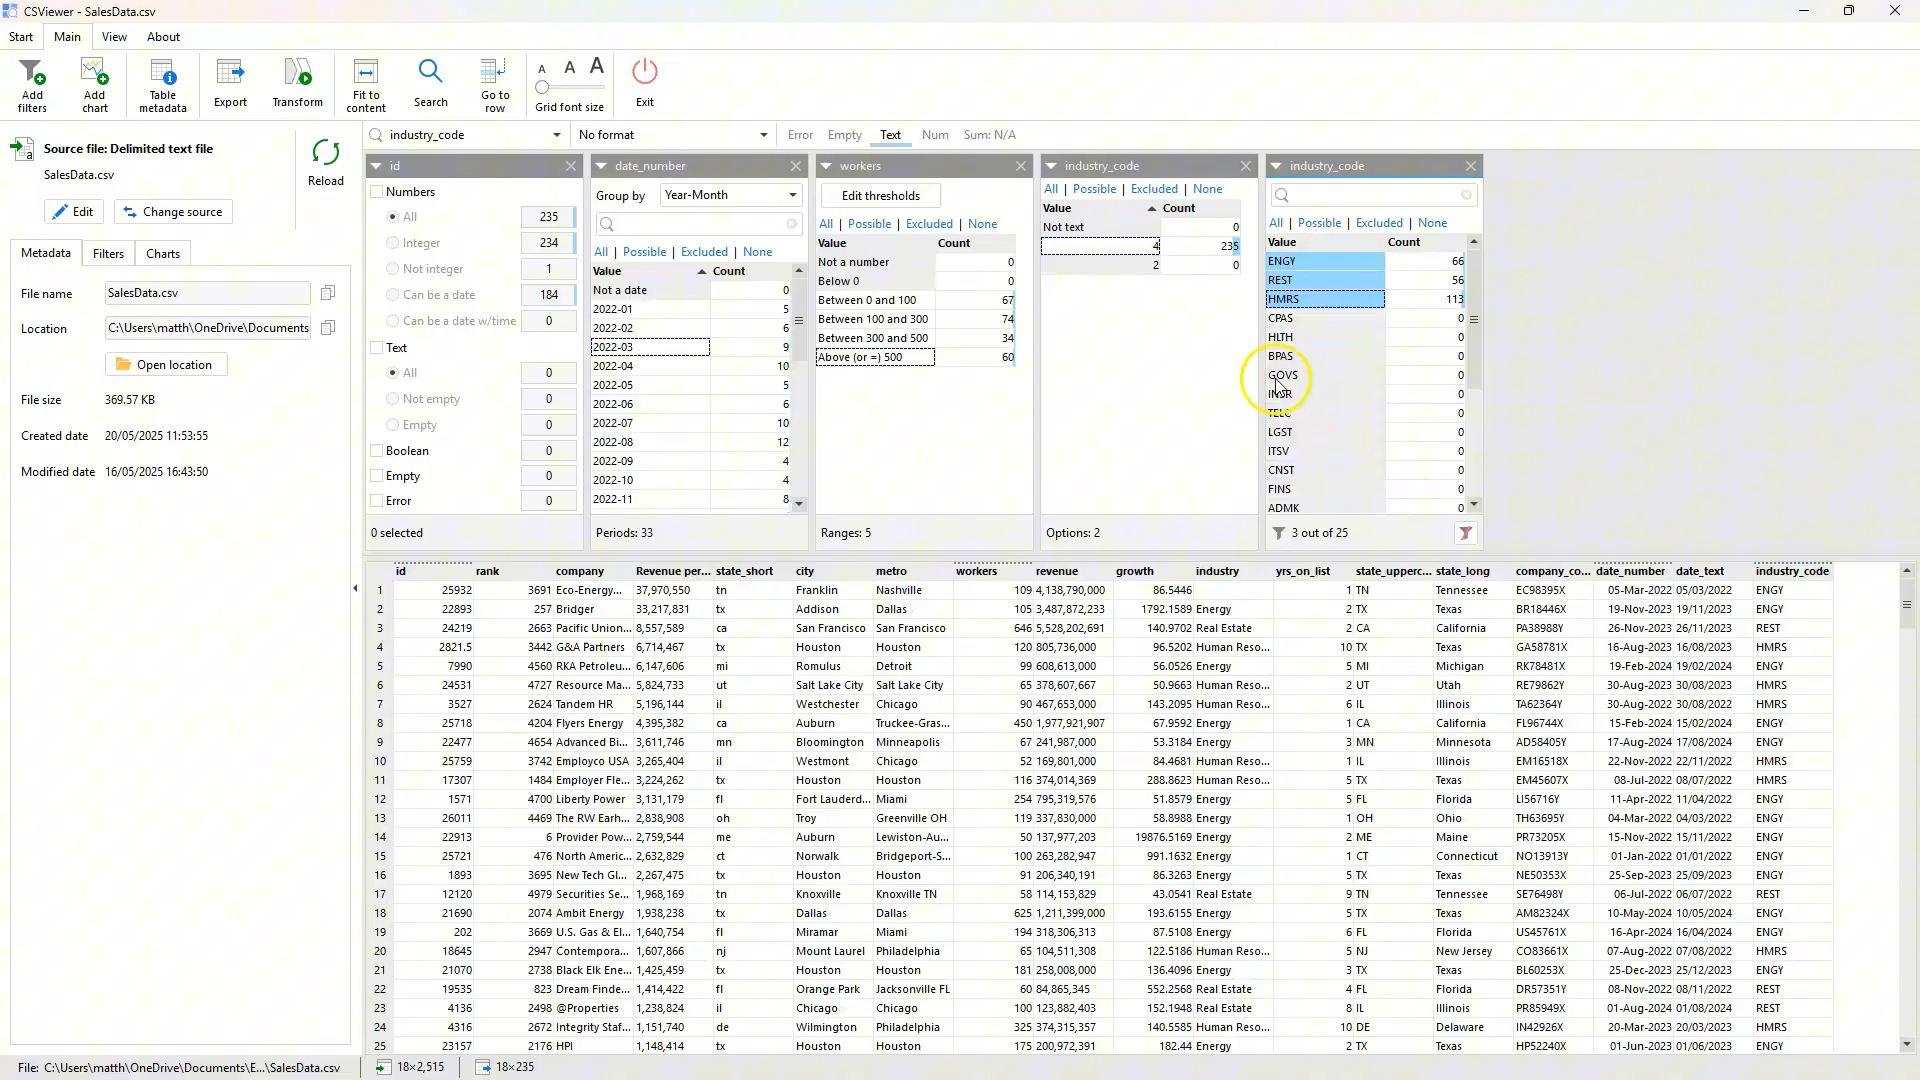 CSViewer - SalesData.csv
Start Main View About
Add filters
Add chart
Table metadata
Export
Transform
Fit to content
Search
Go to row
A A A
Grid font size
Exit
Source file: Delimited text file
SalesData.csv
Edit Change source
Reload
Metadata Filters Charts
File name SalesData.csv
Location C:\Users\matth\OneDrive\Documents
Open location
File size 369.57 KB
Created date 20/05/2025 11:53:55
Modified date 16/05/2025 16:43:50
industry_code No format Error Empty Text Num Sum: N/A
id
Numbers
All 235
Integer 234
Not integer 1
Can be a date 184
Can be a date w/time 0
Text
All 0
Not empty 0
Empty 0
Boolean 0
Empty 0
Error 0
0 selected
date_number
Group by Year-Month
All | Possible | Excluded | None
Value Count
Not a date 0
2022-01 5
2022-02 6
2022-03 9
2022-04 10
2022-05 5
2022-06 6
2022-07 10
2022-08 12
2022-09 4
2022-10 4
2022-11 8
Periods: 33
workers
Edit thresholds
All | Possible | Excluded | None
Value Count
Not a number 0
Below 0 0
Between 0 and 100 67
Between 100 and 300 74
Between 300 and 500 34
Above (or =) 500 60
Ranges: 5
industry_code
All | Possible | Excluded | None
Value Count
Not text 0
4 235
2 0
Options: 2
industry_code
All | Possible | Excluded | None
Value Count
ENGY 66
REST 56
HMRS 113
CPAS 0
HLTH 0
BPAS 0
GOVS 0
INSR 0
TELC 0
LGST 0
ITSV 0
CNST 0
FINS 0
ADMK 0
3 out of 25
id rank company Revenue per... state_short city metro workers revenue growth industry yrs_on_list state_upperc... state_long company_co... date_number date_text industry_code
1 25932 3691 Eco-Energy... 37,970,550 tn Franklin Nashville 109 4,138,790,000 86.5446 1 TN Tennessee EC98395X 05-Mar-2022 05/03/2022 ENGY
2 22893 257 Bridger 33,217,831 tx Addison Dallas 105 3,487,872,233 1792.1589 Energy 2 TX Texas BR18446X 19-Nov-2023 19/11/2023 ENGY
3 24219 2663 Pacific Union... 8,557,589 ca San Francisco San Francisco 646 5,528,202,691 140.9702 Real Estate 2 CA California PA38988Y 26-Nov-2023 26/11/2023 REST
4 2821.5 3442 G&A Partners 6,714,467 tx Houston Houston 120 805,736,000 96.5202 Human Reso... 10 TX Texas GA58781X 16-Aug-2023 16/08/2023 HMRS
5 7990 4560 RKA Petroleu... 6,147,606 mi Romulus Detroit 99 608,613,000 56.0526 Energy 5 MI Michigan RK78481X 19-Feb-2024 19/02/2024 ENGY
6 24531 4727 Resource Ma... 5,824,733 ut Salt Lake City Salt Lake City 65 378,607,667 50.9663 Human Reso... 2 UT Utah RE79862Y 30-Aug-2023 30/08/2023 HMRS
7 3527 2624 Tandem HR 5,196,144 il Westchester Chicago 90 467,653,000 143.2095 Human Reso... 6 IL Illinois TA62364Y 30-Aug-2022 30/08/2022 HMRS
8 25718 4204 Flyers Energy 4,395,382 ca Auburn Truckee-Gras... 450 1,977,921,907 67.9592 Energy 1 CA California FL96744X 15-Feb-2024 15/02/2024 ENGY
9 22477 4654 Advanced Bi... 3,611,746 mn Bloomington Minneapolis 67 241,987,000 53.3184 Energy 3 MN Minnesota AD58405Y 17-Aug-2024 17/08/2024 ENGY
10 25759 3742 Employco USA 3,265,404 il Westmont Chicago 52 169,801,000 84.4681 Human Reso... 1 IL Illinois EM16518X 22-Nov-2022 22/11/2022 HMRS
11 17307 1484 Employer Fle... 3,224,262 tx Houston Houston 116 374,014,369 288.8623 Human Reso... 5 TX Texas EM45607X 08-Jul-2022 08/07/2022 HMRS
12 1571 4700 Liberty Power 3,131,179 fl Fort Lauderd... Miami 254 795,319,576 51.8579 Energy 5 FL Florida LI56716Y 11-Apr-2022 11/04/2022 ENGY
13 26011 4469 The RW Earh... 2,838,908 oh Troy Greenville OH 119 337,830,000 58.8988 Energy 1 OH Ohio TH63695Y 04-Mar-2022 04/03/2022 ENGY
14 22913 6 Provider Pow... 2,759,544 me Auburn Lewiston-Au... 50 137,977,203 19876.5169 Energy 2 ME Maine PR73205X 15-Nov-2022 15/11/2022 ENGY
15 25721 476 North Americ... 2,632,829 ct Norwalk Bridgeport-S... 100 263,282,947 991.1632 Energy 1 CT Connecticut NO13913Y 01-Jan-2022 01/01/2022 ENGY
16 1893 3695 New Tech Gl... 2,267,475 tx Houston Houston 91 206,340,191 86.3263 Energy 5 TX Texas NE50353X 25-Sep-2023 25/09/2023 ENGY
17 12120 4979 Securities Se... 1,968,169 tn Knoxville Knoxville TN 58 114,153,829 43.0541 Real Estate 9 TN Tennessee SE76498Y 06-Jul-2022 06/07/2022 REST
18 21690 2074 Ambit Energy 1,938,238 tx Dallas Dallas 625 1,211,399,000 193.6155 Energy 5 TX Texas AM82324X 10-May-2024 10/05/2024 ENGY
19 202 3669 U.S. Gas & El... 1,640,754 fl Miramar Miami 194 318,306,313 87.5108 Energy 6 FL Florida US45761X 16-Apr-2024 16/04/2024 ENGY
20 18645 2947 Contempora... 1,607,866 nj Mount Laurel Philadelphia 65 104,511,308 122.5186 Human Reso... 5 NJ New Jersey CO83661X 07-Aug-2022 07/08/2022 HMRS
21 21070 2738 Black Elk Ene... 1,425,459 tx Houston Houston 181 258,008,000 136.4096 Energy 3 TX Texas BL60253X 25-Dec-2023 25/12/2023 ENGY
22 19535 823 Dream Finde... 1,414,422 fl Orange Park Jacksonville FL 60 84,865,345 552.2568 Real Estate 4 FL Florida DR57351Y 08-Nov-2022 08/11/2022 REST
23 4136 2498 @Properties 1,238,824 il Chicago Chicago 100 123,882,403 152.1948 Real Estate 8 IL Illinois PR85949X 01-Aug-2024 01/08/2024 REST
24 4316 2672 Integrity Staf... 1,151,740 de Wilmington Philadelphia 325 374,315,357 140.5585 Human Reso... 10 DE Delaware IN42926X 20-Mar-2023 20/03/2023 HMRS
25 23157 2176 HPI 1,148,414 tx Houston Houston 175 200,972,391 182.44 Energy 2 TX Texas HP52240X 01-Jun-2023 01/06/2023 ENGY
File: C:\Users\matth\OneDrive\Documents\E...\SalesData.csv 18×2,515 18×235